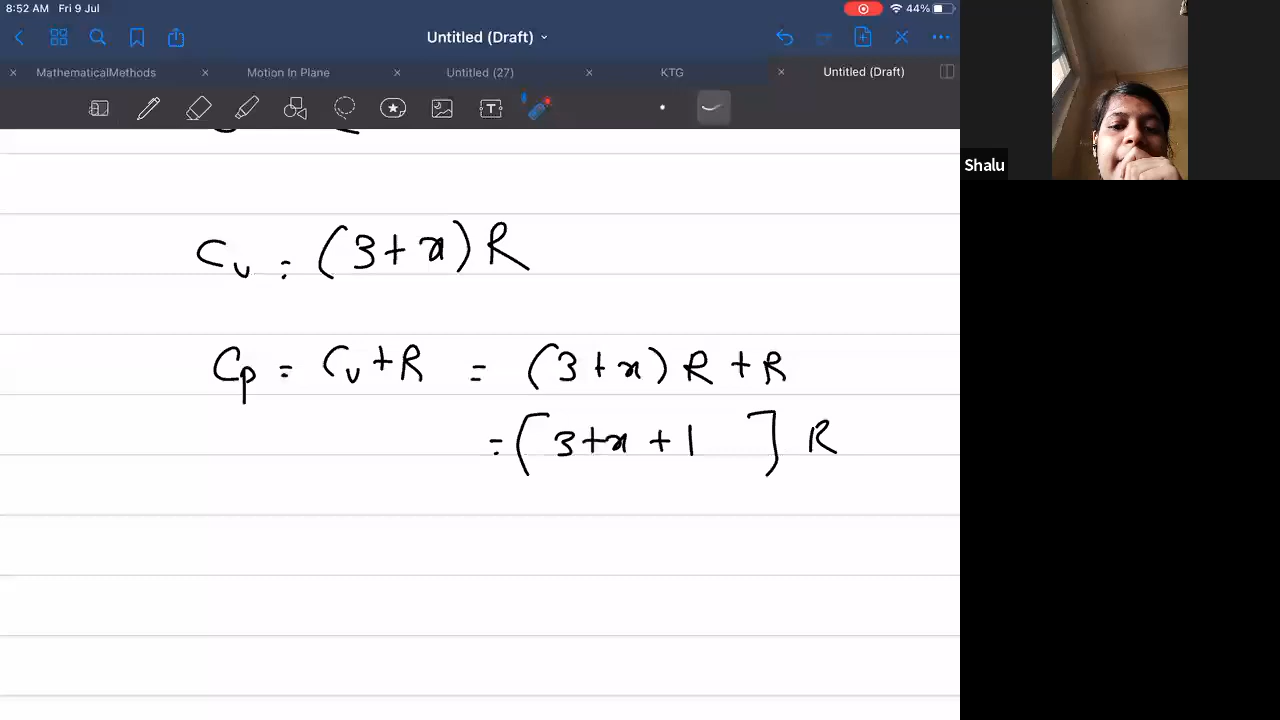 8:52 AM Fri 9 Jul
44%
Untitled (Draft)
MathematicalMethods
Motion In Plane
Untitled (27)
KTG
Untitled (Draft)
T
Shalu
Cv = (3+x) R
Cp = Cv+R = (3+x) R + R
= [3+x+1] R